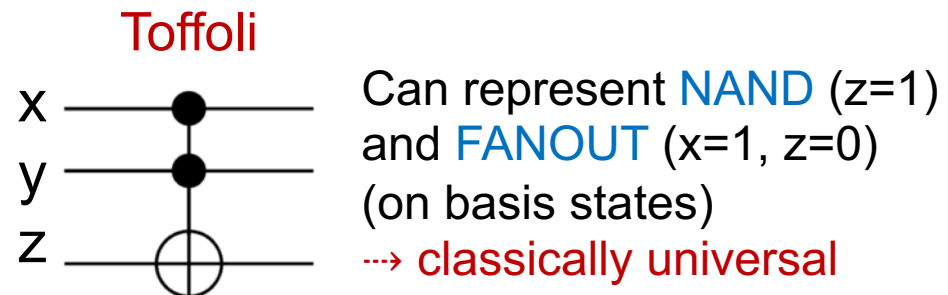 Toffoli
x
y
z
Can represent NAND (z=1)
and FANOUT (x=1, z=0)
(on basis states)
⤏ classically universal